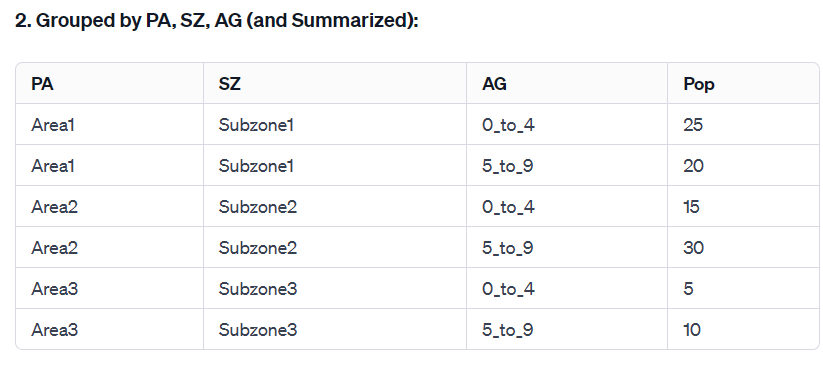 2. Grouped by PA, SZ, AG (and Summarized):
PA SZ AG Pop
Area1 Subzone1 0_to_4 25
Area1 Subzone1 5_to_9 20
Area2 Subzone2 0_to_4 15
Area2 Subzone2 5_to_9 30
Area3 Subzone3 0_to_4 5
Area3 Subzone3 5_to_9 10